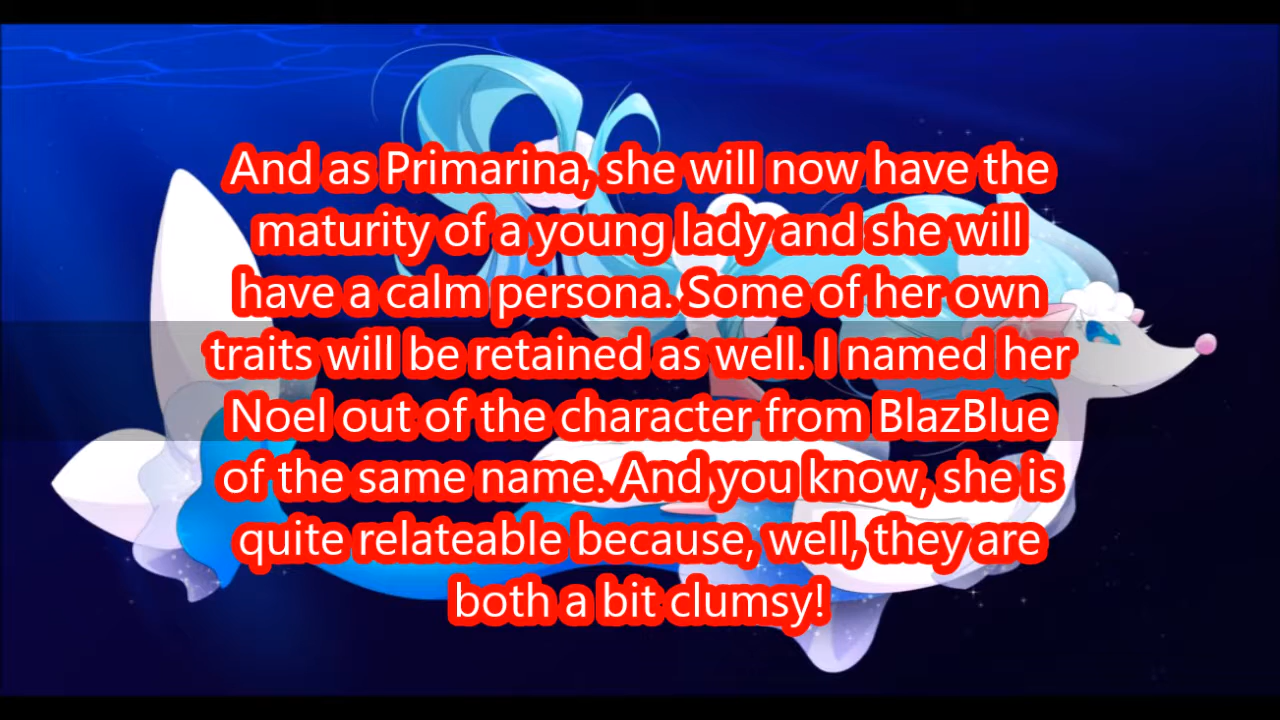 And as Primarina, she will now have the
maturity of a young lady and she will
have a calm persona. Some of her own
traits will be retained as well. I named her
Noel out of the character from BlazBlue
of the same name. And you know, she is
quite relateable because, well, they are
both a bit clumsy!